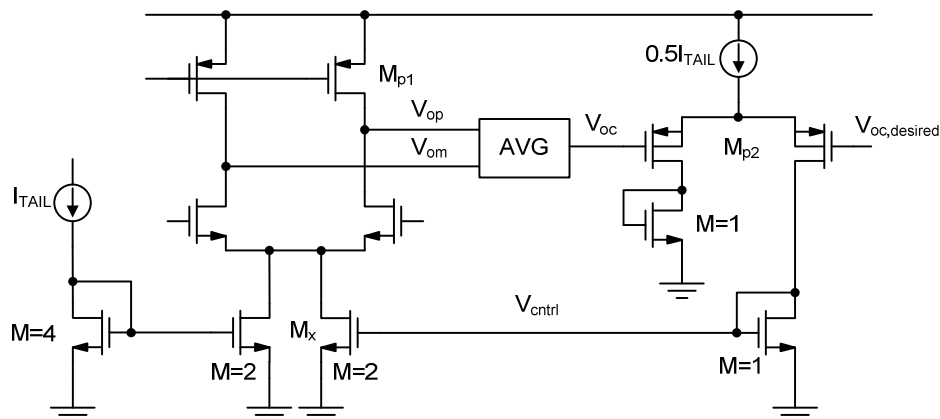 0.5I_TAIL
M_p1
V_op
V_oc
V_oc,desired
V_om
AVG
M_p2
I_TAIL
M=1
V_cntrl
M=4
M_x
M=2
M=2
M=1